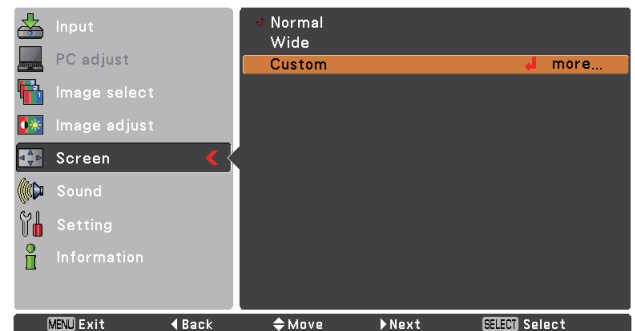 Input
PC adjust
Image select
Image adjust
Screen
Sound
Setting
Information
Normal
Wide
Custom more...
MENU Exit Back Move Next SELECT Select